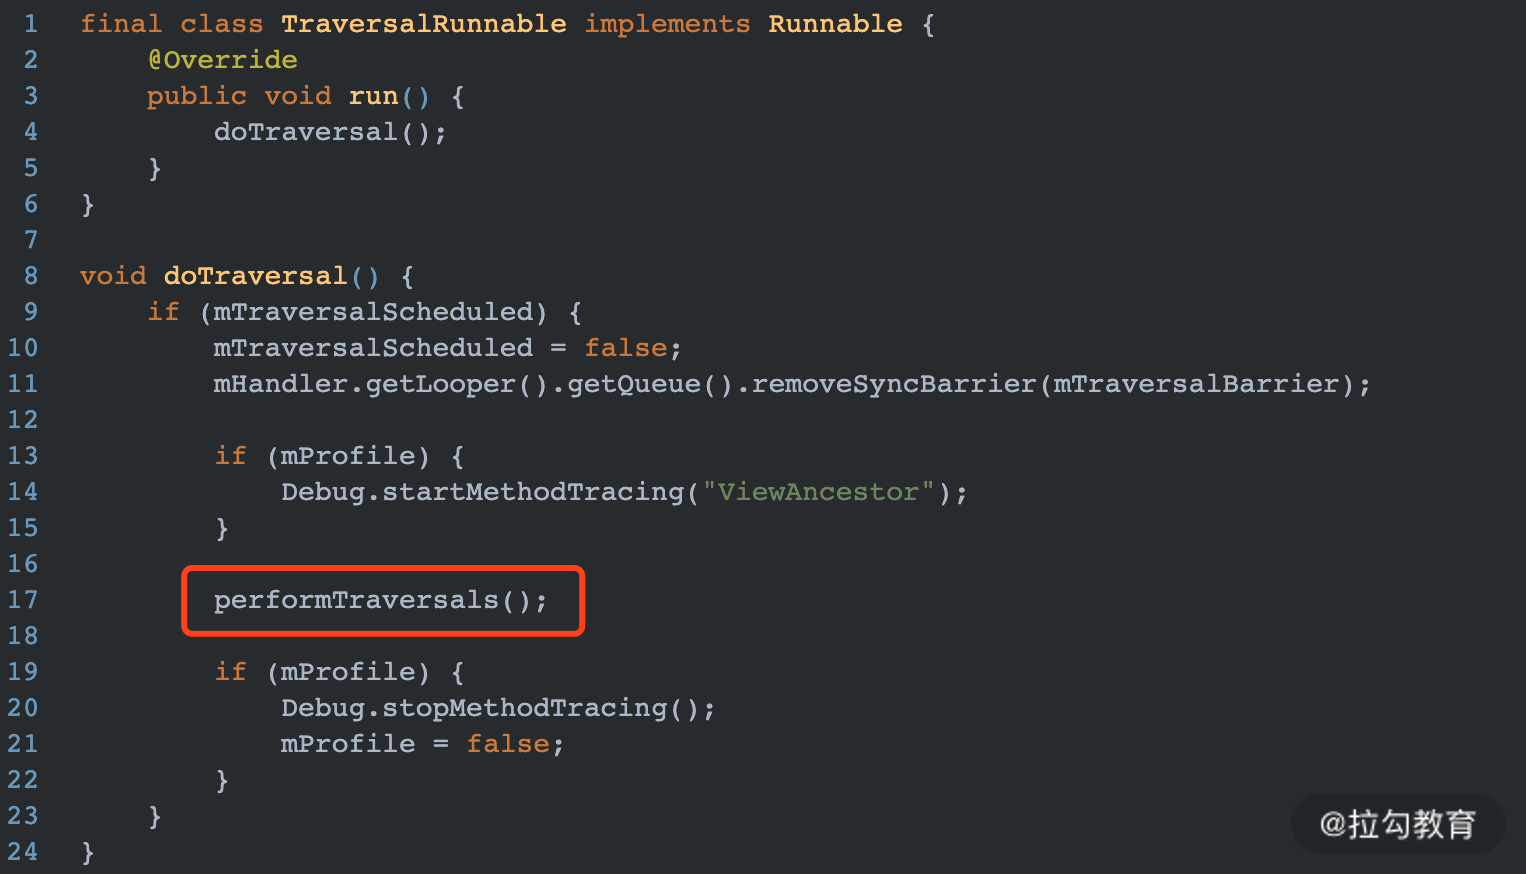 1 final class TraversalRunnable implements Runnable {
2 @Override
3 public void run() {
4 doTraversal();
5 }
6 }
7
8 void doTraversal() {
9 if (mTraversalScheduled) {
10 mTraversalScheduled = false;
11 mHandler.getLooper().getQueue().removeSyncBarrier(mTraversalBarrier);
12
13 if (mProfile) {
14 Debug.startMethodTracing("ViewAncestor");
15 }
16
17 performTraversals();
18
19 if (mProfile) {
20 Debug.stopMethodTracing();
21 mProfile = false;
22 }
23 }
24 }
@拉勾教育